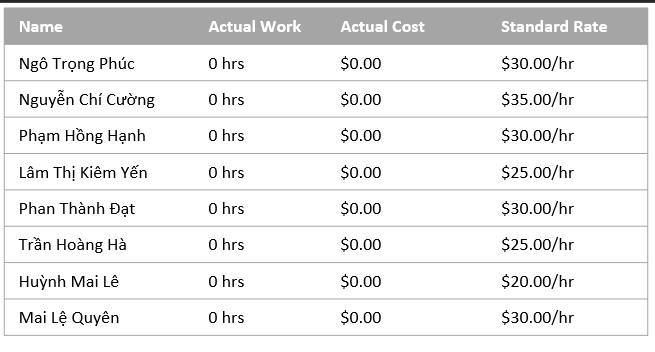 Name Actual Work Actual Cost Standard Rate
Ngô Trọng Phúc 0 hrs $0.00 $30.00/hr
Nguyễn Chí Cường 0 hrs $0.00 $35.00/hr
Phạm Hồng Hạnh 0 hrs $0.00 $30.00/hr
Lâm Thị Kiêm Yến 0 hrs $0.00 $25.00/hr
Phan Thành Đạt 0 hrs $0.00 $30.00/hr
Trần Hoàng Hà 0 hrs $0.00 $25.00/hr
Huỳnh Mai Lê 0 hrs $0.00 $20.00/hr
Mai Lệ Quyên 0 hrs $0.00 $30.00/hr